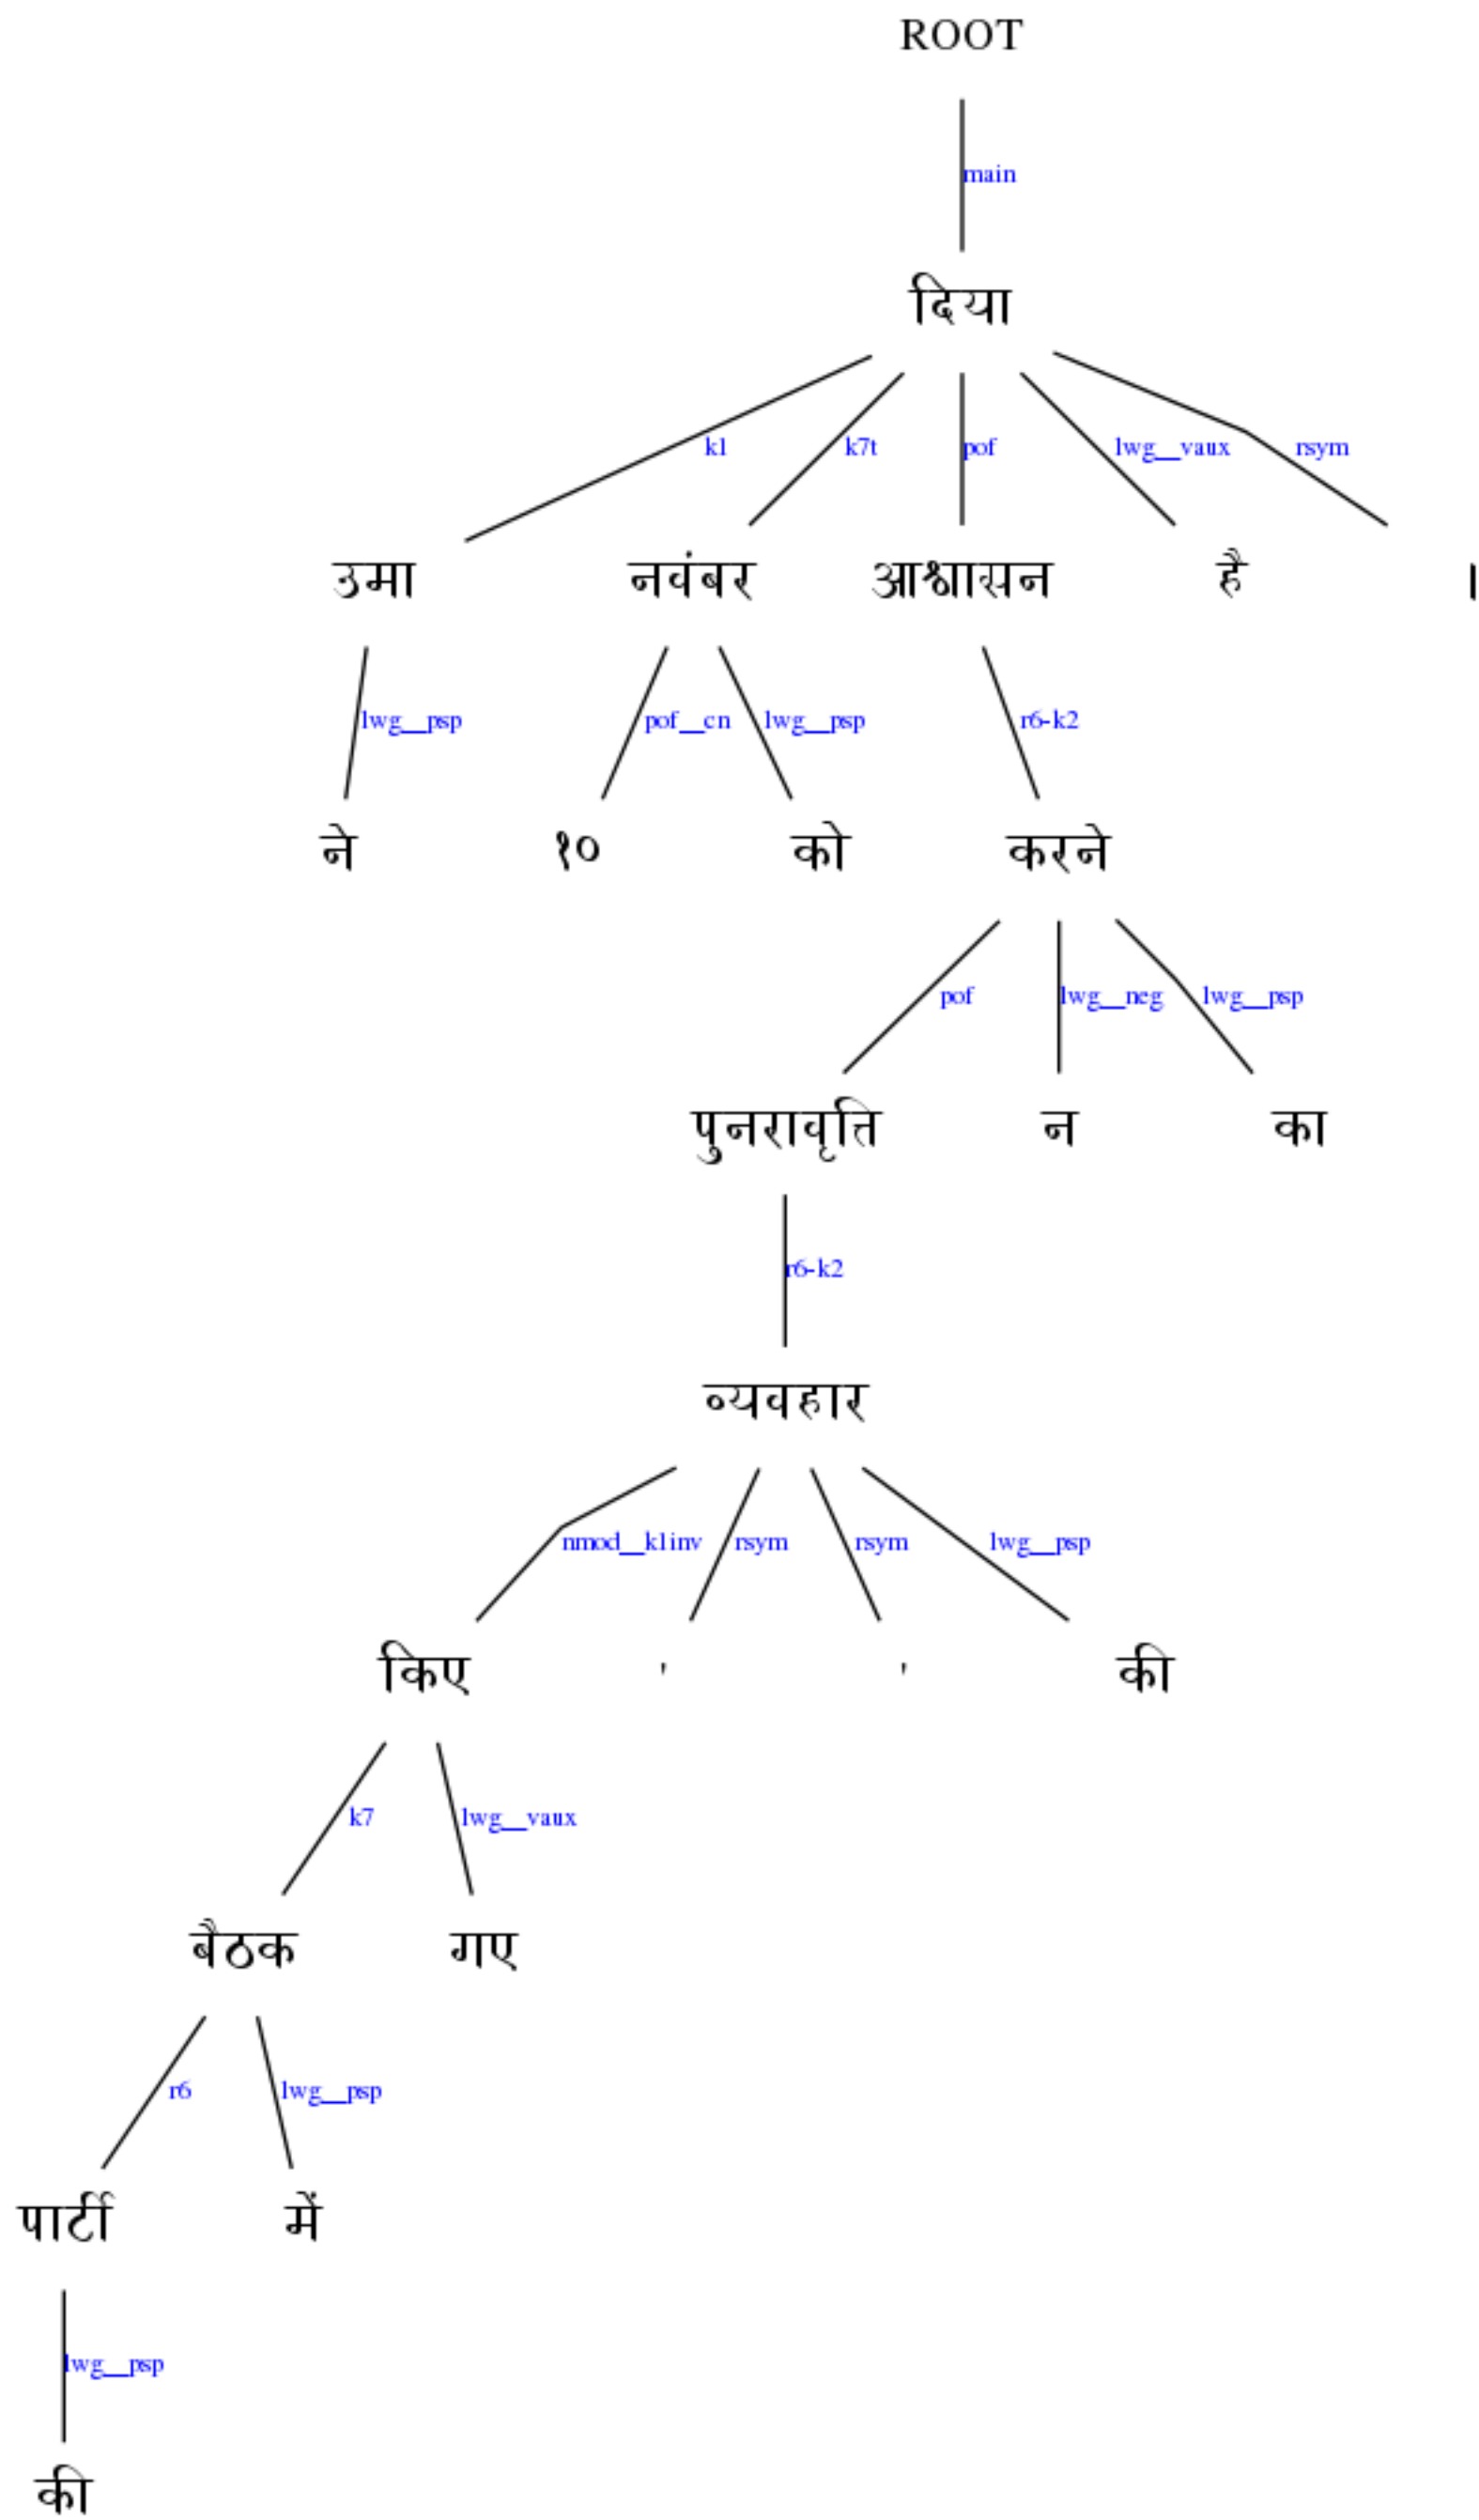 ROOT
main
दिया
k1 k7t pof lwg__vaux rsym
उमा नवंबर आश्वासन है ।
lwg__psp pof__cn lwg__psp r6-k2
ने १० को करने
pof lwg__neg lwg__psp
पुनरावृत्ति न का
r6-k2
व्यवहार
nmod__k1inv rsym rsym lwg__psp
किए ' ' की
k7 lwg__vaux
बैठक गए
r6 lwg__psp
पार्टी में
lwg__psp
की